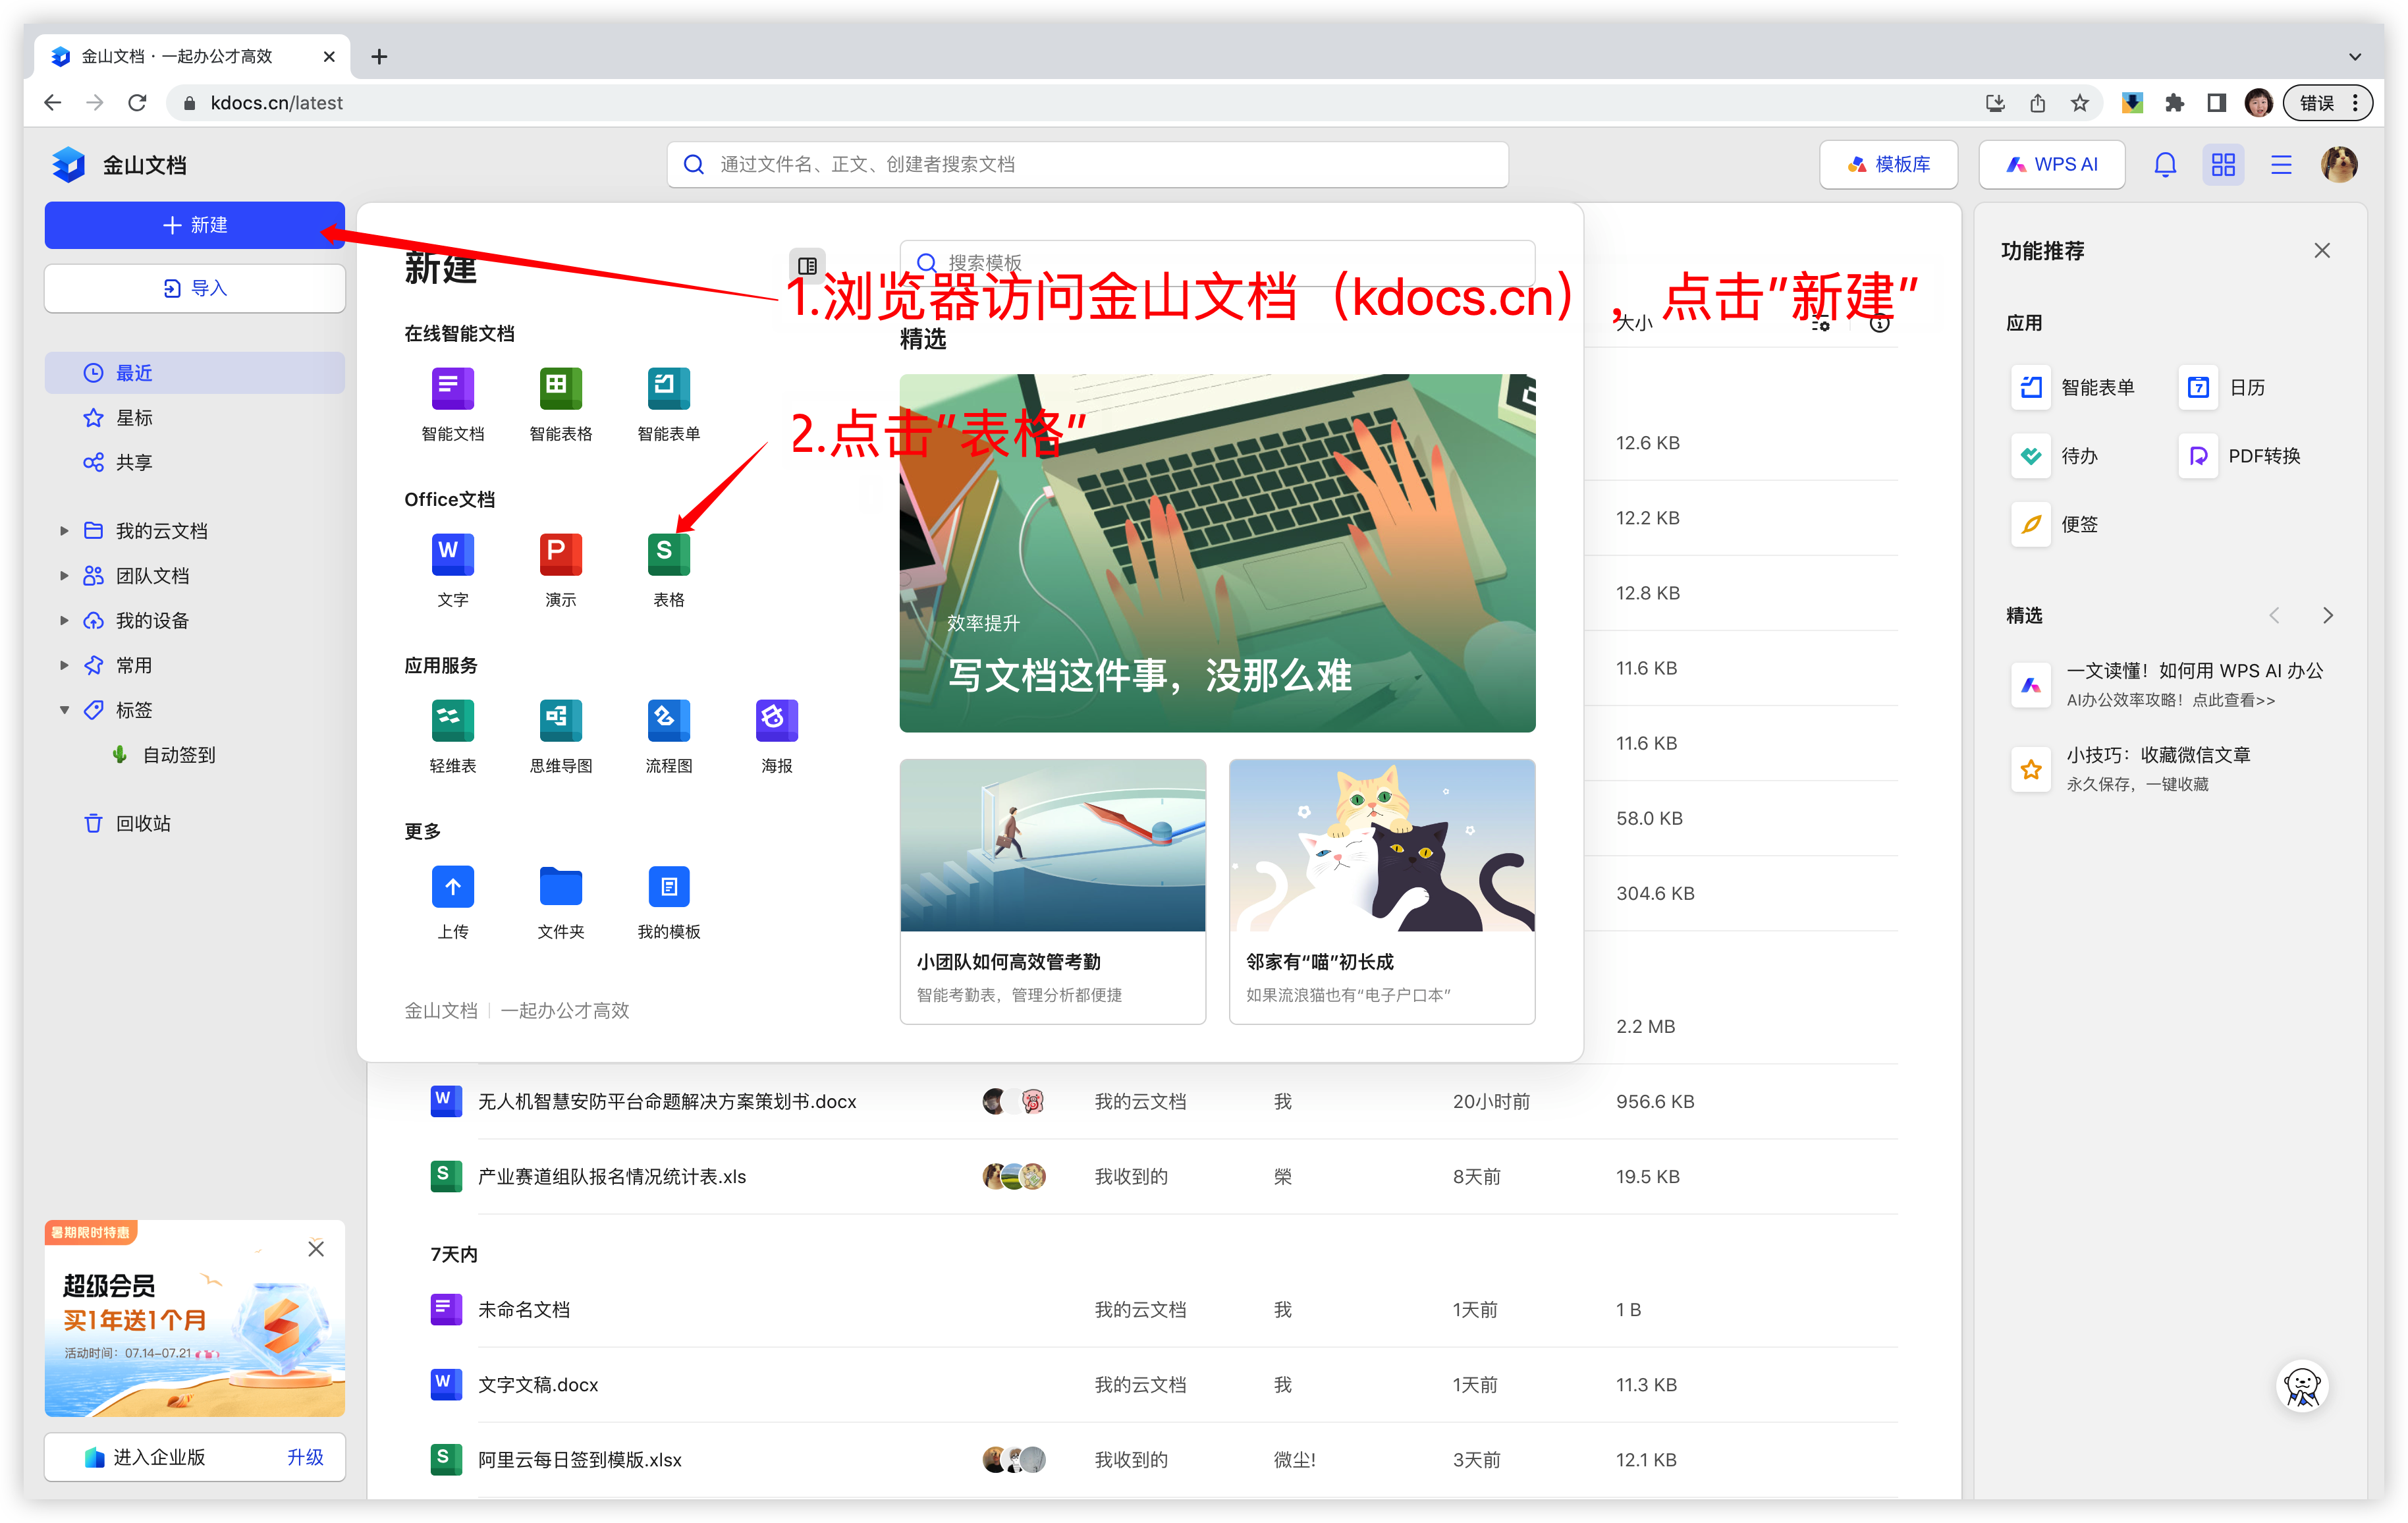 金山文档 · 一起办公才高效
kdocs.cn/latest
错误
金山文档
通过文件名、正文、创建者搜索文档
模板库
WPS AI
新建
导入
最近
星标
共享
我的云文档
团队文档
我的设备
常用
标签
自动签到
回收站
暑期限时特惠
超级会员
买1年送1个月
活动时间：07.14-07.21
进入企业版
升级
新建
搜索模板
1.浏览器访问金山文档（kdocs.cn），点击"新建"
2.点击"表格"
在线智能文档
智能文档
智能表格
智能表单
Office文档
W
P
S
文字
演示
表格
应用服务
轻维表
思维导图
流程图
海报
更多
上传
文件夹
我的模板
金山文档
一起办公才高效
精选
效率提升
写文档这件事，没那么难
小团队如何高效管考勤
智能考勤表，管理分析都便捷
邻家有“喵”初长成
如果流浪猫也有“电子户口本”
大小
12.6 KB
12.2 KB
12.8 KB
11.6 KB
11.6 KB
58.0 KB
304.6 KB
2.2 MB
W 无人机智慧安防平台命题解决方案策划书.docx 我的云文档 我 20小时前 956.6 KB
S 产业赛道组队报名情况统计表.xls 我收到的 榮 8天前 19.5 KB
7天内
未命名文档 我的云文档 我 1天前 1 B
W 文字文稿.docx 我的云文档 我 1天前 11.3 KB
S 阿里云每日签到模版.xlsx 我收到的 微尘! 3天前 12.1 KB
功能推荐
应用
智能表单
7 日历
待办
PDF转换
便签
精选
一文读懂！如何用 WPS AI 办公
AI办公效率攻略！点此查看>>
小技巧：收藏微信文章
永久保存，一键收藏